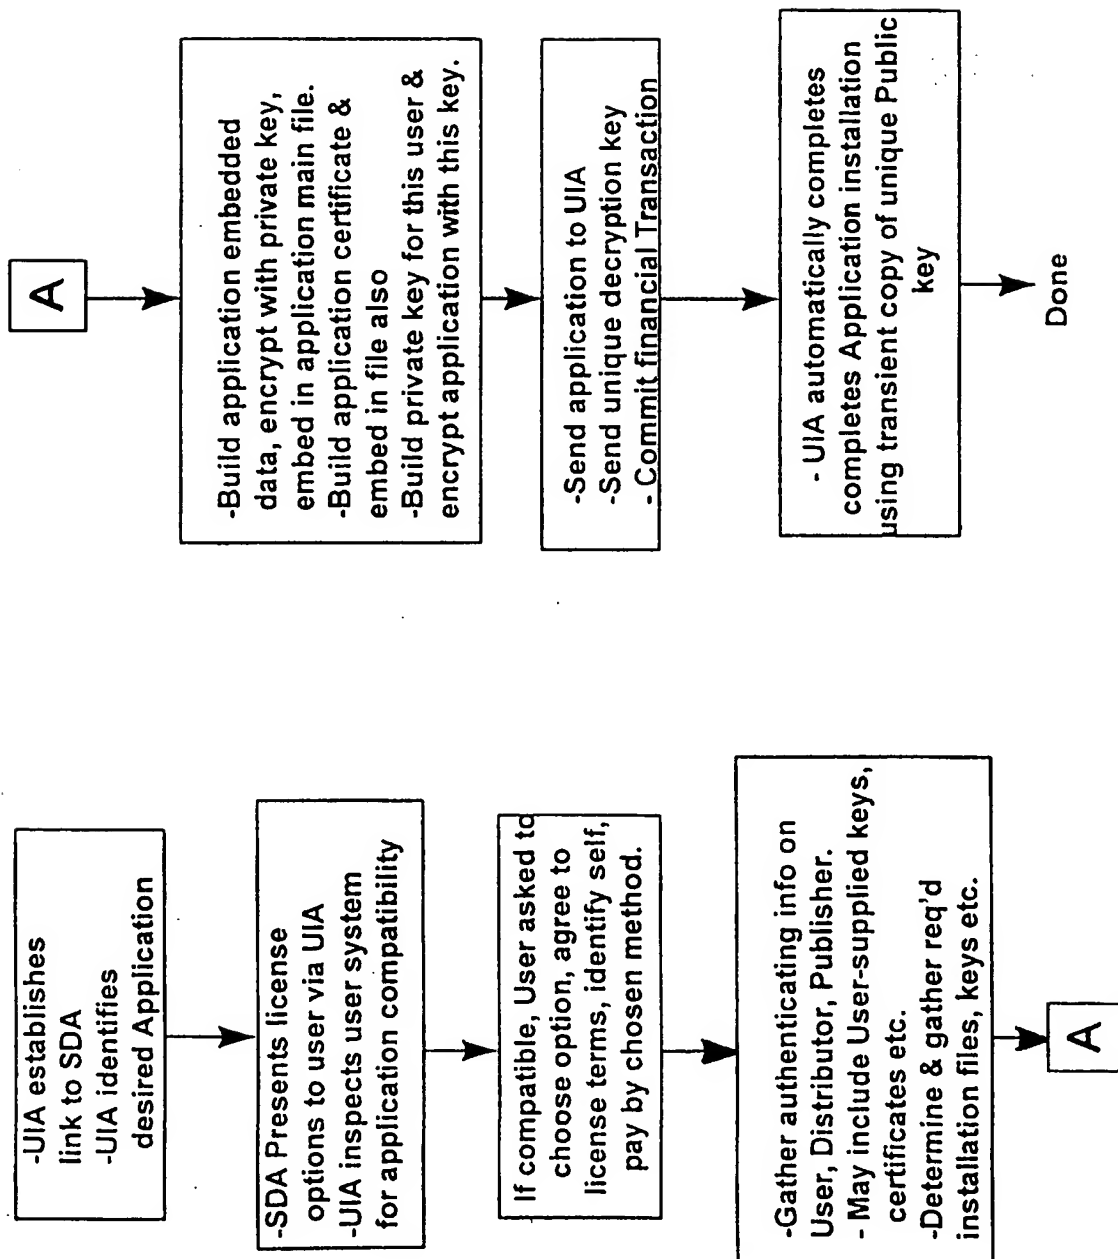 -UIA establishes
link to SDA
-UIA identifies
desired Application
-SDA Presents license
options to user via UIA
-UIA inspects user system
for application compatibility
If compatible, User asked to
choose option, agree to
license terms, identify self,
pay by chosen method.
-Gather authenticating info on
User, Distributor, Publisher.
- May include User-supplied keys,
certificates etc.
-Determine & gather req'd
installation files, keys etc.
A
A
-Build application embedded
data, encrypt with private key,
embed in application main file.
-Build application certificate &
embed in file also
-Build private key for this user &
encrypt application with this key.
-Send application to UIA
-Send unique decryption key
- Commit financial Transaction
- UIA automatically completes
completes Application installation
using transient copy of unique Public
key
Done